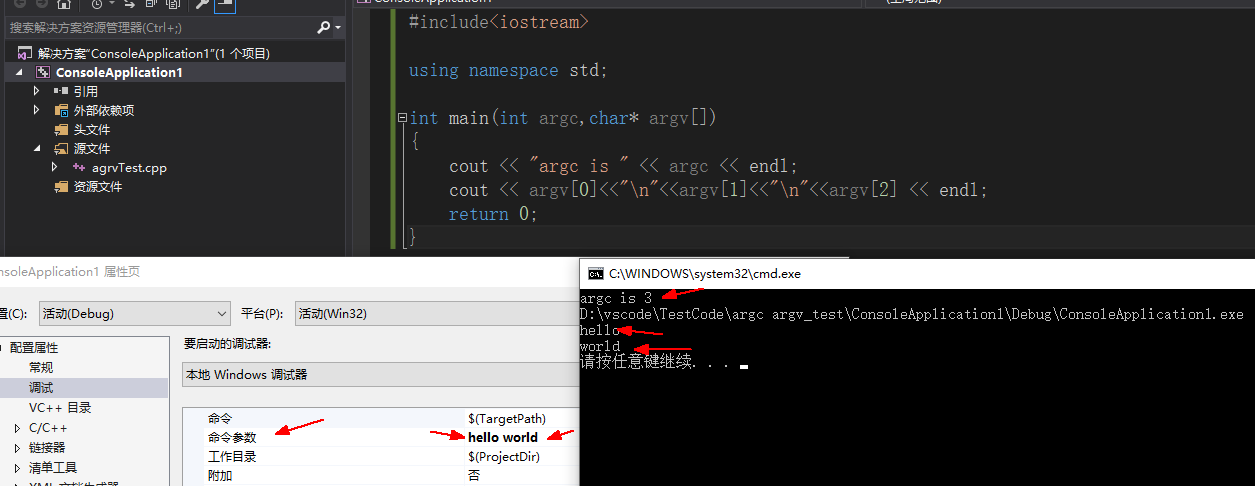 搜索解决方案资源管理器(Ctrl+;)
解决方案"ConsoleApplication1"(1 个项目)
ConsoleApplication1
引用
外部依赖项
头文件
源文件
agrvTest.cpp
资源文件
#include<iostream>
using namespace std;
int main(int argc,char* argv[])
{
cout << "argc is " << argc << endl;
cout << argv[0]<<"\n"<<argv[1]<<"\n"<<argv[2] << endl;
return 0;
}
nsoleApplication1 属性页
置(C):
活动(Debug)
平台(P):
活动(Win32)
配置属性
常规
调试
VC++ 目录
C/C++
链接器
清单工具
要启动的调试器:
本地 Windows 调试器
命令 $(TargetPath)
命令参数 hello world
工作目录 $(ProjectDir)
附加 否
C:\WINDOWS\system32\cmd.exe
argc is 3
D:\vscode\TestCode\argc argv_test\ConsoleApplication1\Debug\ConsoleApplication1.exe
hello
world
请按任意键继续. . .